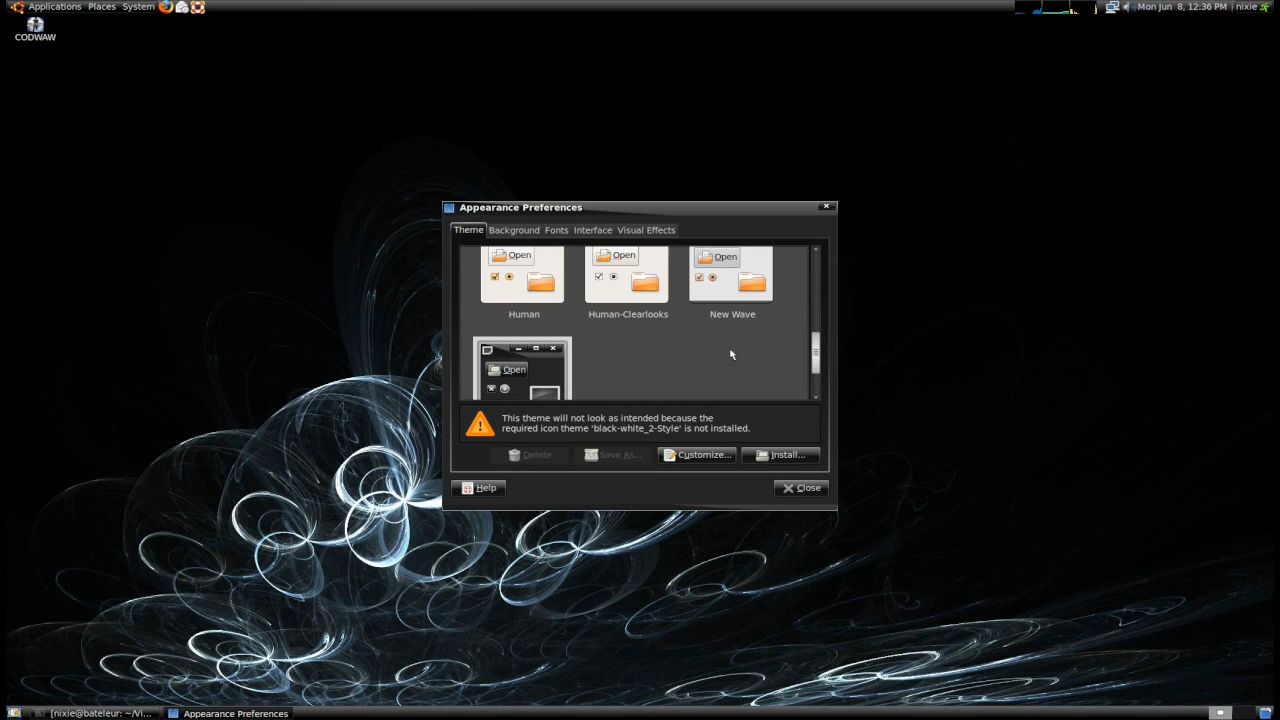 Applications Places System
Mon Jun 8, 12:36 PM nixie
CODWAW
Appearance Preferences
Theme Background Fonts Interface Visual Effects
Open Open Open
Human Human-Clearlooks New Wave
Open
This theme will not look as intended because the
required icon theme 'black-white_2-Style' is not installed.
Delete Save As... Customize... Install...
Help Close
[nixie@bateleur: ~/Vi... Appearance Preferences